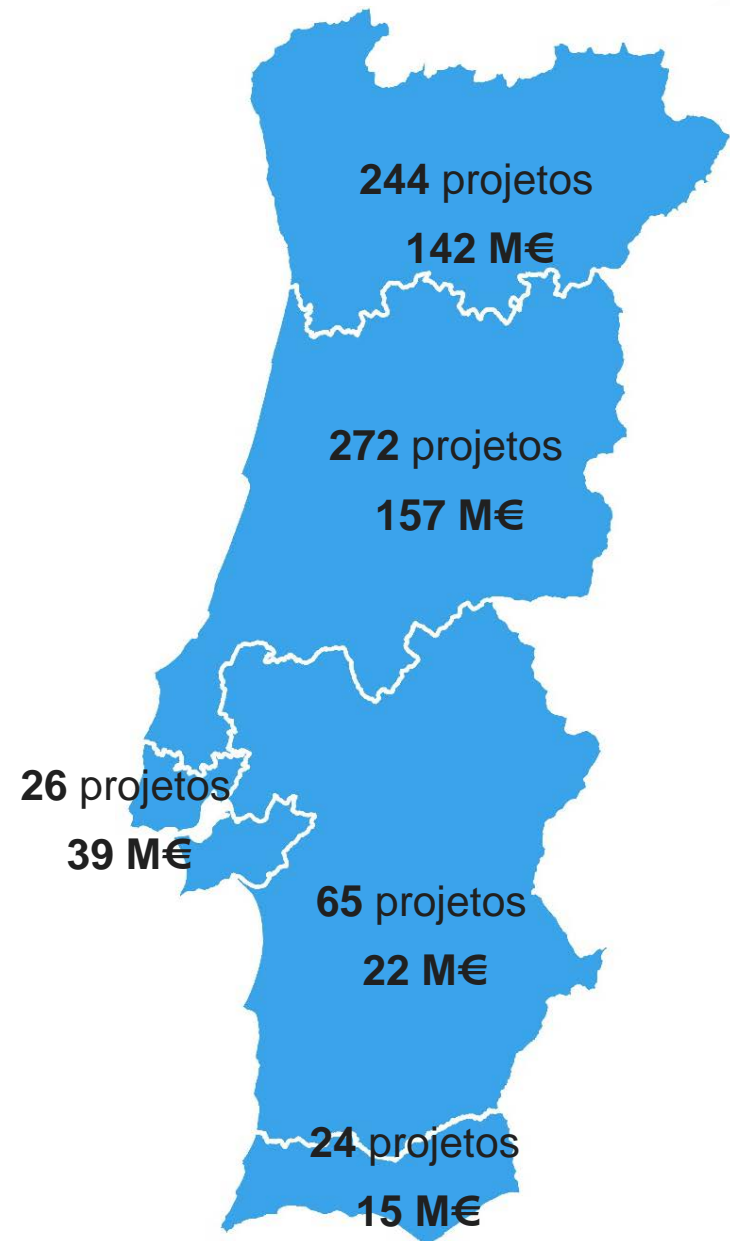 244 projetos
142 M€
272 projetos
157 M€
26 projetos
39 M€
65 projetos
22 M€
24 projetos
15 M€